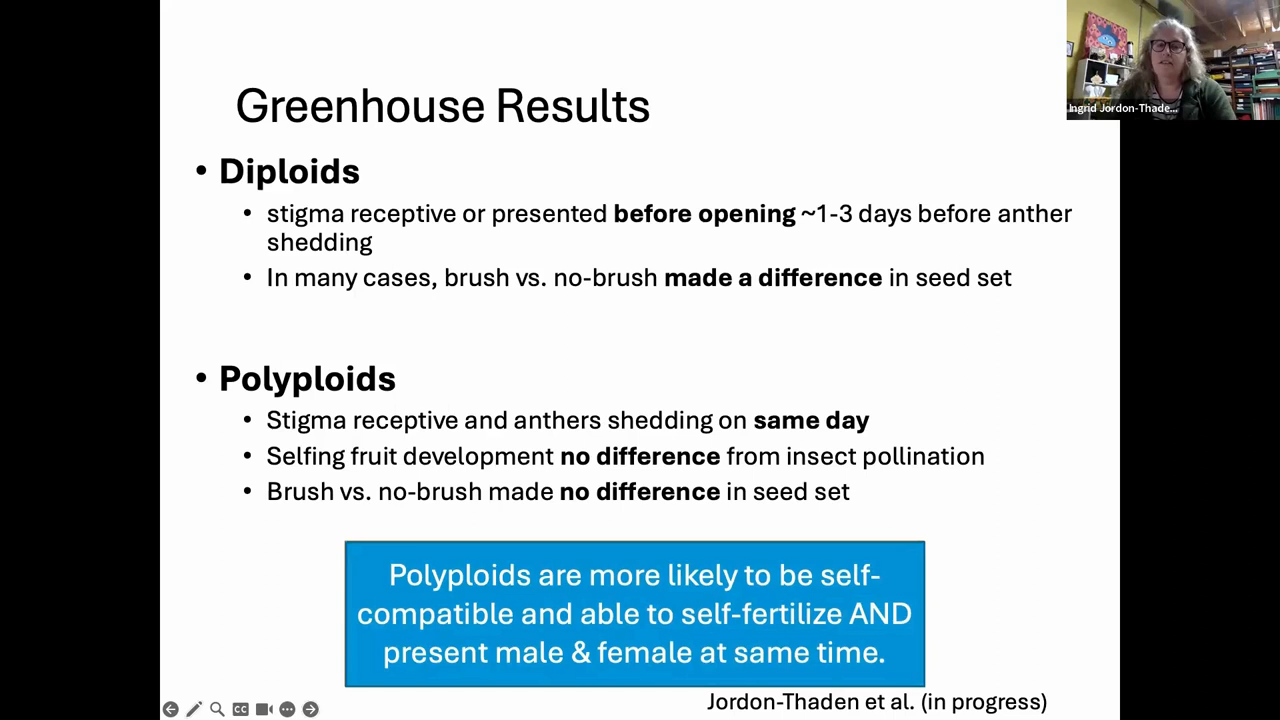 Greenhouse Results
Ingrid Jordon-Thade...
• Diploids
• stigma receptive or presented before opening ~1-3 days before anther
shedding
• In many cases, brush vs. no-brush made a difference in seed set
• Polyploids
• Stigma receptive and anthers shedding on same day
• Selfing fruit development no difference from insect pollination
• Brush vs. no-brush made no difference in seed set
Polyploids are more likely to be self-
compatible and able to self-fertilize AND
present male & female at same time.
Jordon-Thaden et al. (in progress)
CC